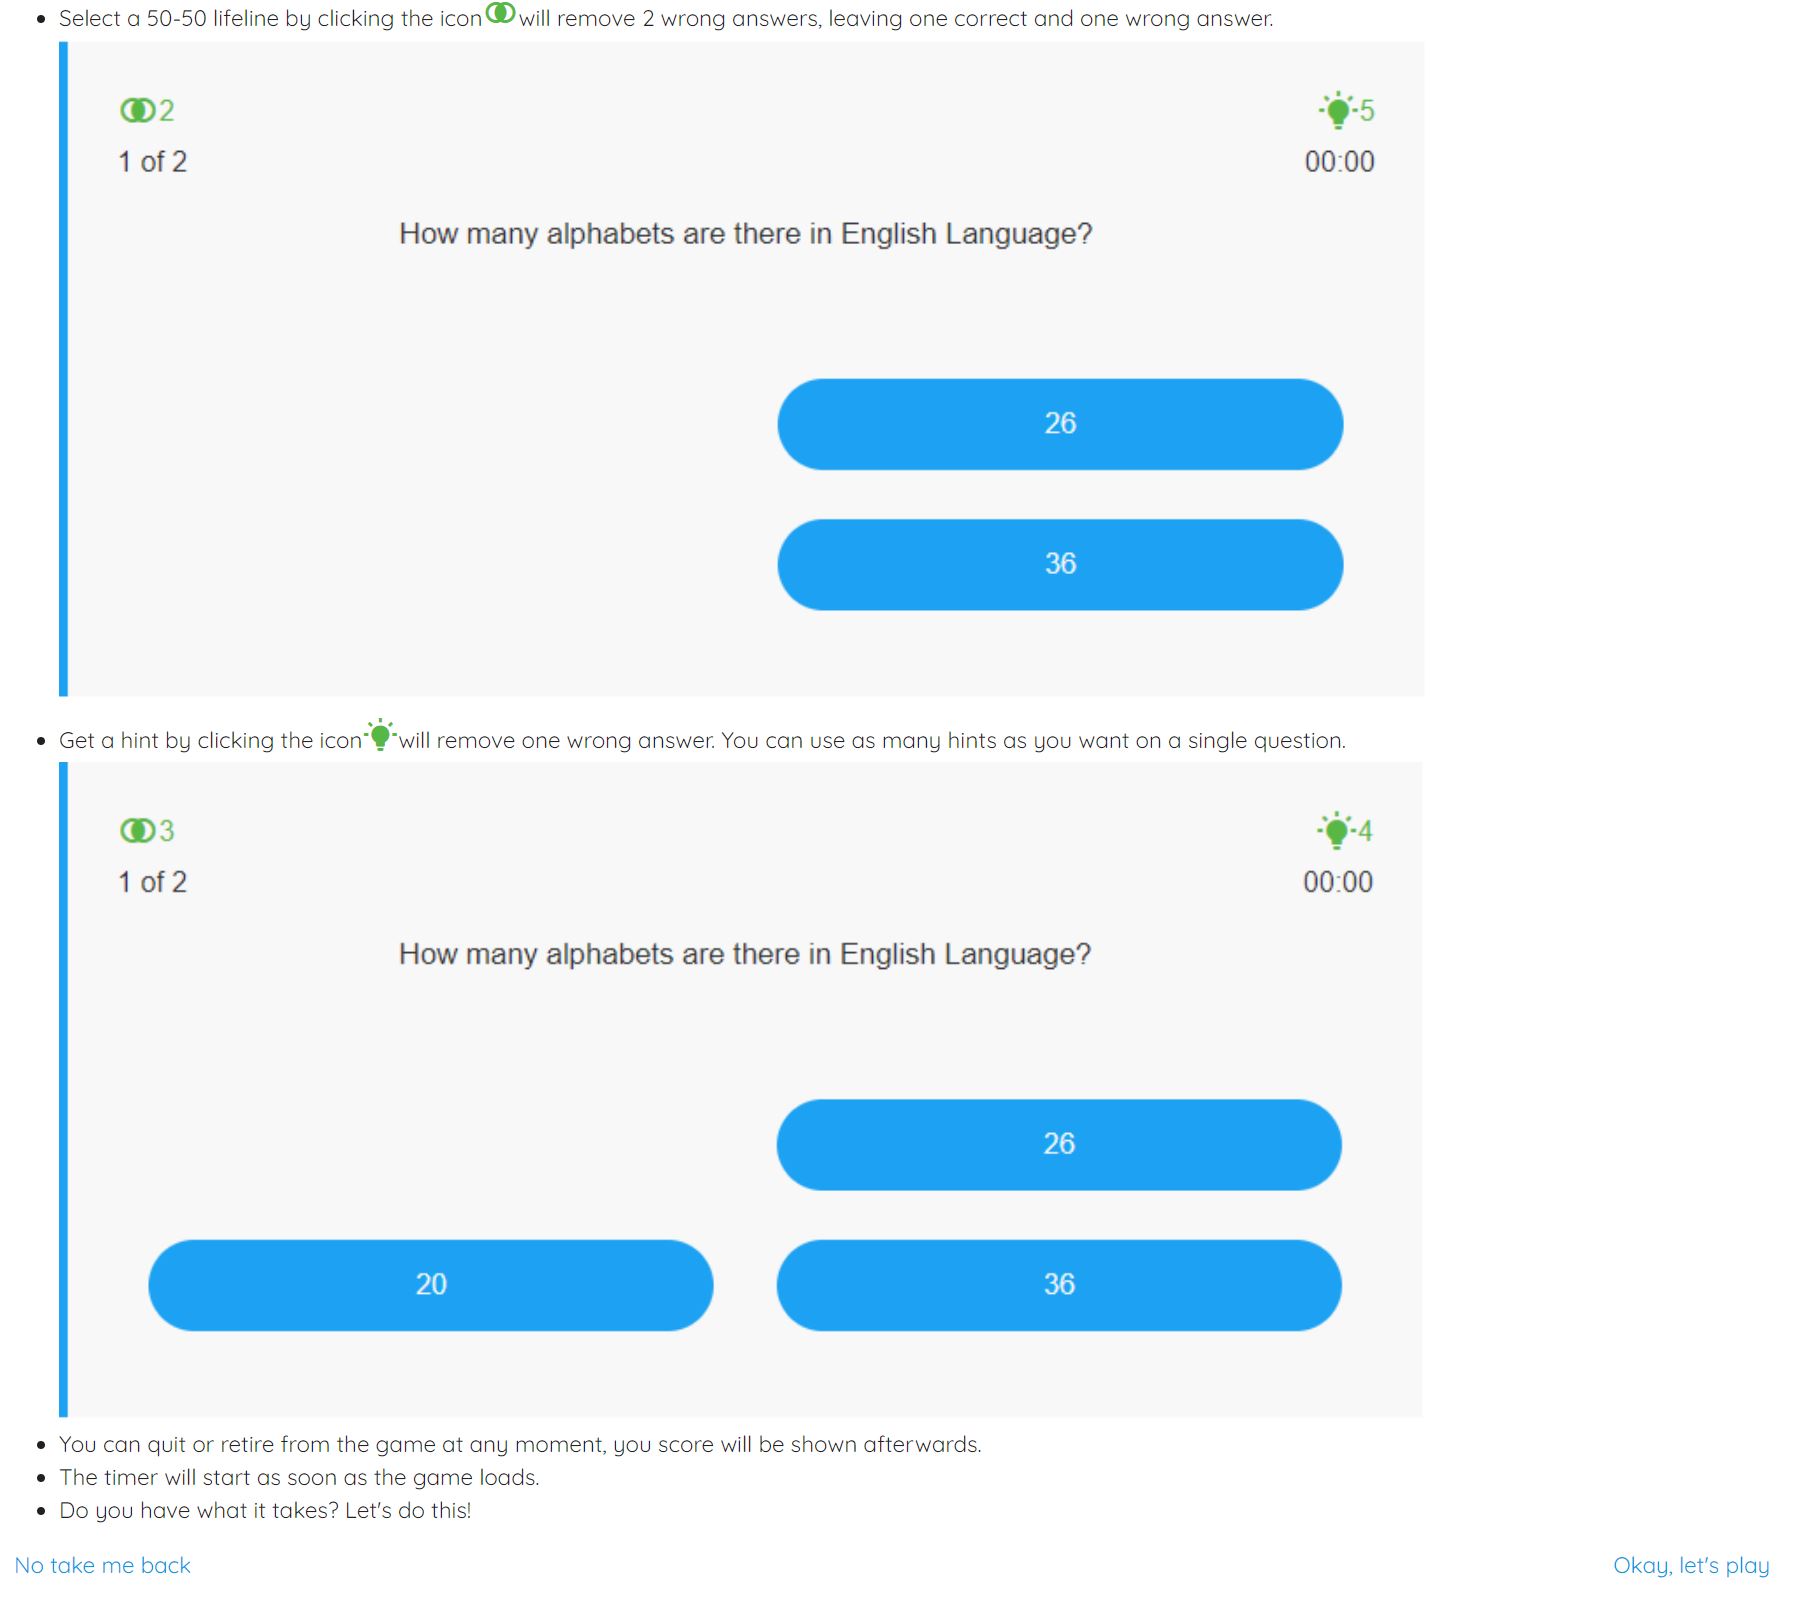 Select a 50-50 lifeline by clicking the icon will remove 2 wrong answers, leaving one correct and one wrong answer.
2 5
1 of 2 00:00
How many alphabets are there in English Language?
26
36
Get a hint by clicking the icon will remove one wrong answer. You can use as many hints as you want on a single question.
3 4
1 of 2 00:00
How many alphabets are there in English Language?
26
20 36
You can quit or retire from the game at any moment, you score will be shown afterwards.
The timer will start as soon as the game loads.
Do you have what it takes? Let's do this!
No take me back Okay, let's play